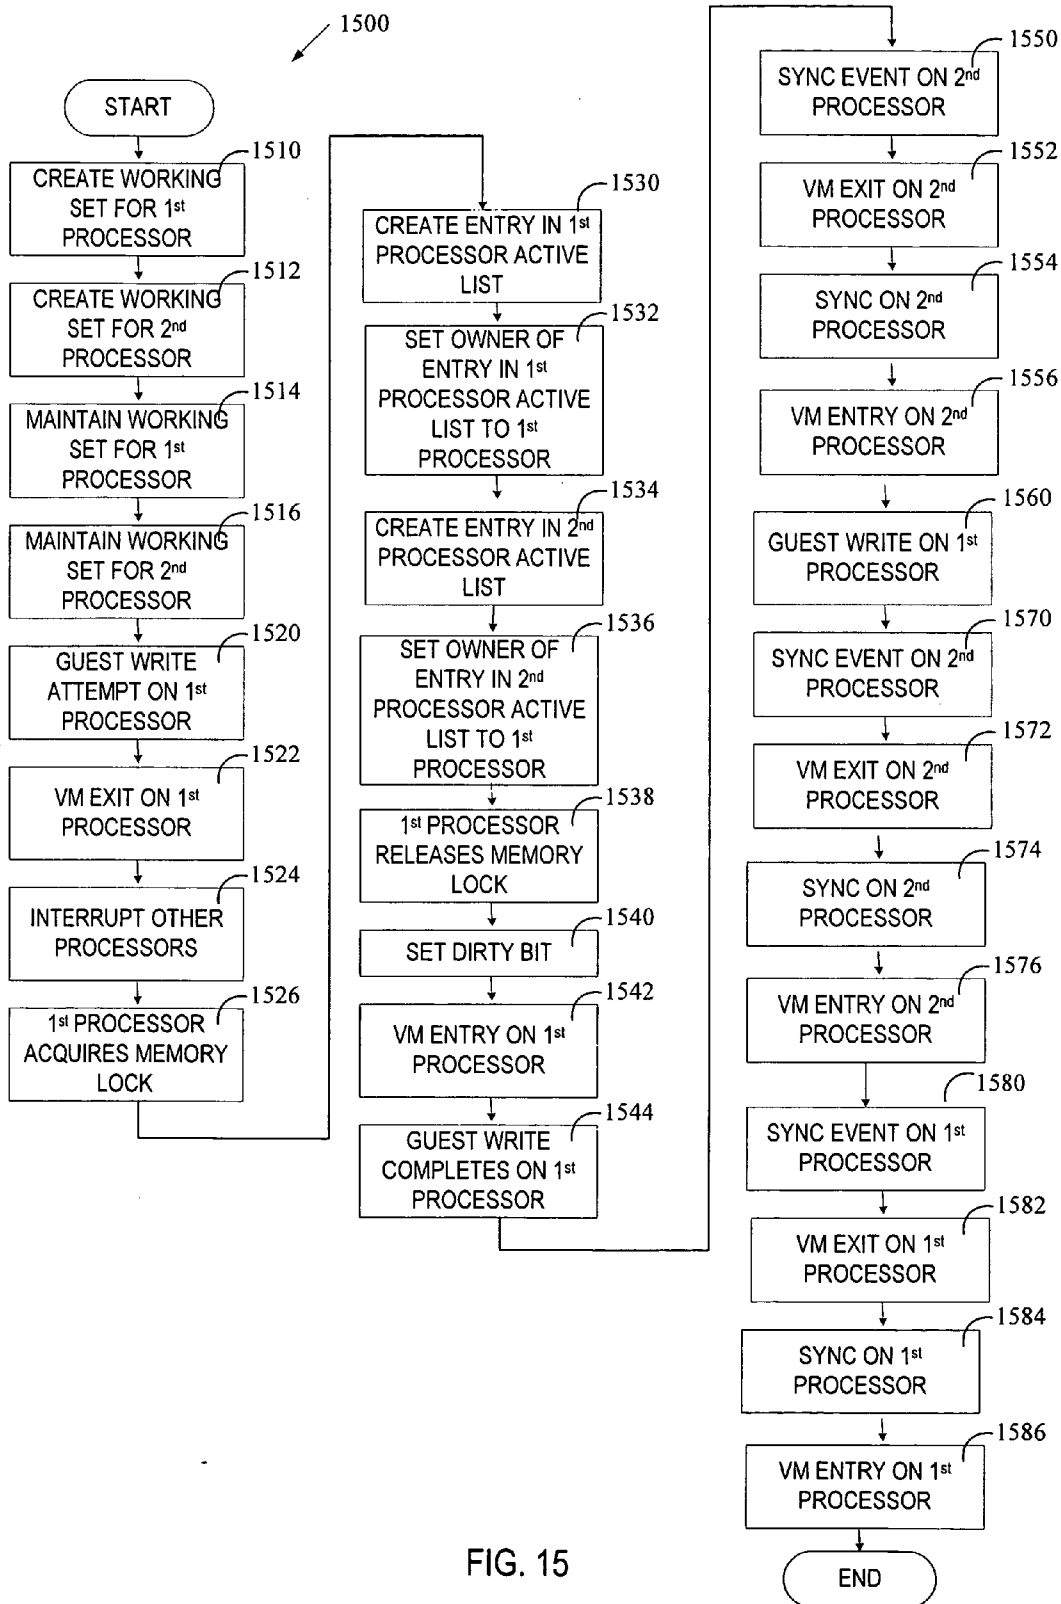 1500
START
1510
CREATE WORKING
SET FOR 1st
PROCESSOR
1512
CREATE WORKING
SET FOR 2nd
PROCESSOR
1514
MAINTAIN WORKING
SET FOR 1st
PROCESSOR
1516
MAINTAIN WORKING
SET FOR 2nd
PROCESSOR
1520
GUEST WRITE
ATTEMPT ON 1st
PROCESSOR
1522
VM EXIT ON 1st
PROCESSOR
1524
INTERRUPT OTHER
PROCESSORS
1526
1st PROCESSOR
ACQUIRES MEMORY
LOCK
1530
CREATE ENTRY IN 1st
PROCESSOR ACTIVE
LIST
1532
SET OWNER OF
ENTRY IN 1st
PROCESSOR ACTIVE
LIST TO 1st
PROCESSOR
1534
CREATE ENTRY IN 2nd
PROCESSOR ACTIVE
LIST
1536
SET OWNER OF
ENTRY IN 2nd
PROCESSOR ACTIVE
LIST TO 1st
PROCESSOR
1538
1st PROCESSOR
RELEASES MEMORY
LOCK
1540
SET DIRTY BIT
1542
VM ENTRY ON 1st
PROCESSOR
1544
GUEST WRITE
COMPLETES ON 1st
PROCESSOR
1550
SYNC EVENT ON 2nd
PROCESSOR
1552
VM EXIT ON 2nd
PROCESSOR
1554
SYNC ON 2nd
PROCESSOR
1556
VM ENTRY ON 2nd
PROCESSOR
1560
GUEST WRITE ON 1st
PROCESSOR
1570
SYNC EVENT ON 2nd
PROCESSOR
1572
VM EXIT ON 2nd
PROCESSOR
1574
SYNC ON 2nd
PROCESSOR
1576
VM ENTRY ON 2nd
PROCESSOR
1580
SYNC EVENT ON 1st
PROCESSOR
1582
VM EXIT ON 1st
PROCESSOR
1584
SYNC ON 1st
PROCESSOR
1586
VM ENTRY ON 1st
PROCESSOR
END
FIG. 15